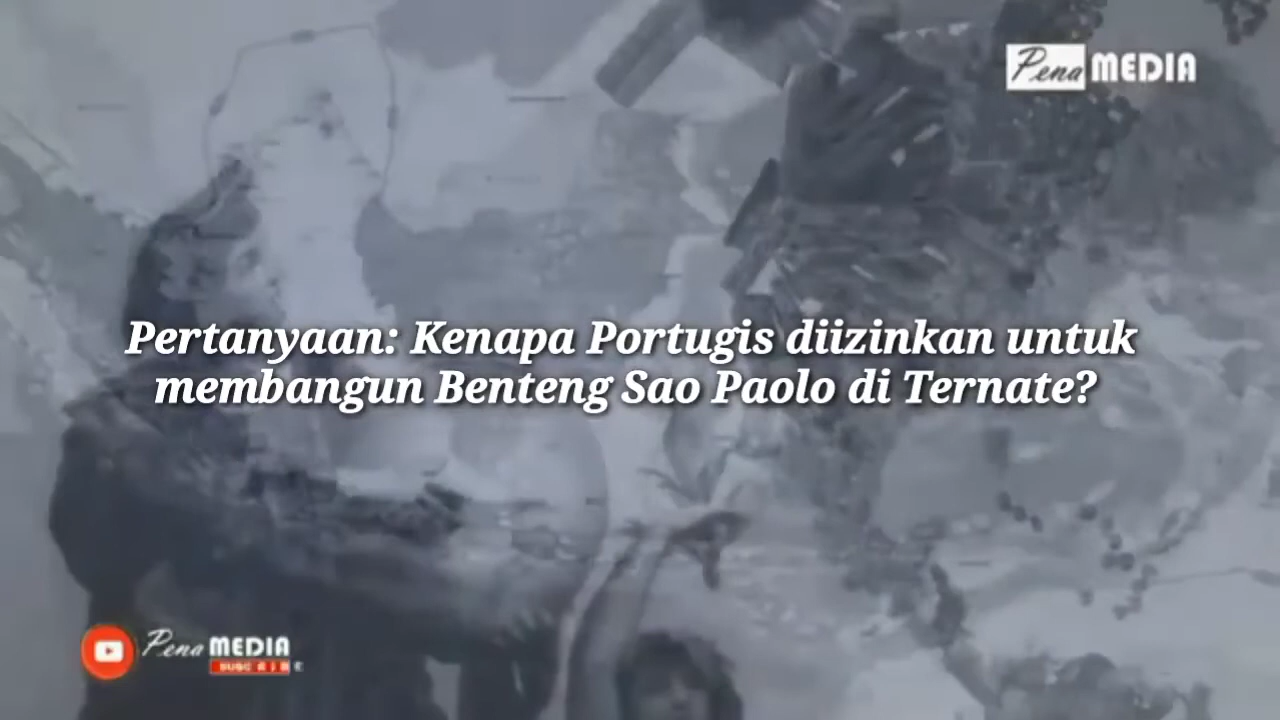 Pena MEDIA
Pertanyaan: Kenapa Portugis diizinkan untuk
membangun Benteng Sao Paolo di Ternate?
Pena MEDIA